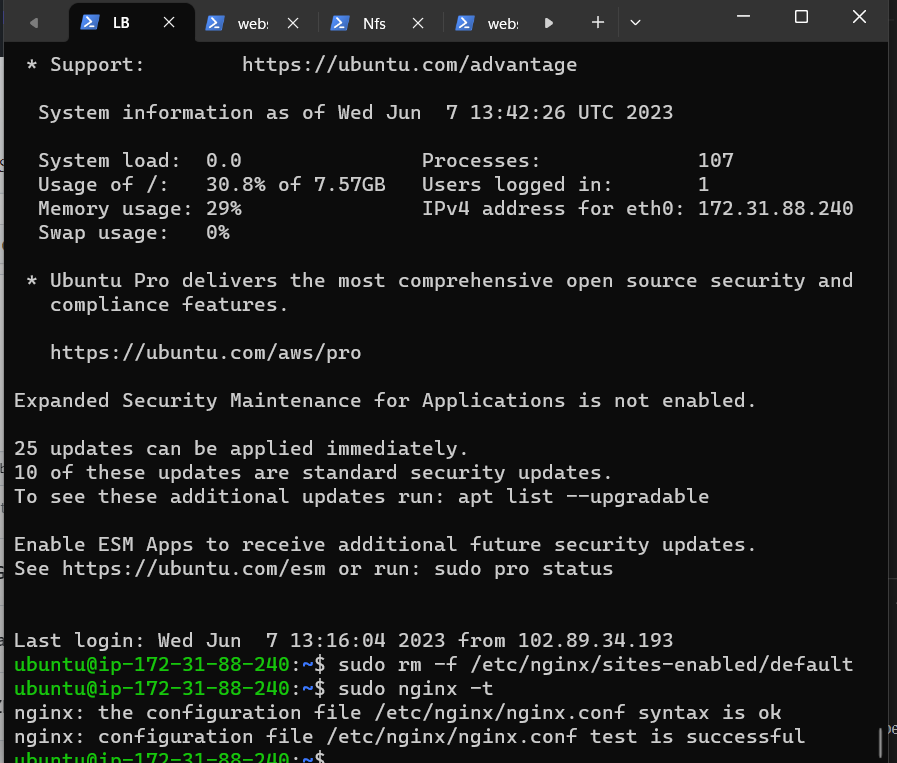 LB webs Nfs webs
* Support: https://ubuntu.com/advantage
System information as of Wed Jun  7 13:42:26 UTC 2023
System load:  0.0 Processes: 107
Usage of /:   30.8% of 7.57GB Users logged in: 1
Memory usage: 29% IPv4 address for eth0: 172.31.88.240
Swap usage:   0%
* Ubuntu Pro delivers the most comprehensive open source security and
compliance features.
https://ubuntu.com/aws/pro
Expanded Security Maintenance for Applications is not enabled.
25 updates can be applied immediately.
10 of these updates are standard security updates.
To see these additional updates run: apt list --upgradable
Enable ESM Apps to receive additional future security updates.
See https://ubuntu.com/esm or run: sudo pro status
Last login: Wed Jun  7 13:16:04 2023 from 102.89.34.193
ubuntu@ip-172-31-88-240:~$ sudo rm -f /etc/nginx/sites-enabled/default
ubuntu@ip-172-31-88-240:~$ sudo nginx -t
nginx: the configuration file /etc/nginx/nginx.conf syntax is ok
nginx: configuration file /etc/nginx/nginx.conf test is successful
ubuntu@ip-172-31-88-240:~$